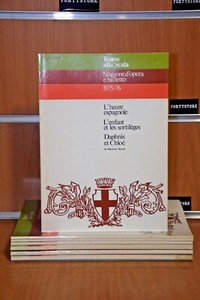 FORTYSTORE
Teatro
alla Scala
Stagione d'opera
e balletto
1975/76
L'heure
espagnole
L'enfant
et les sortilèges
Daphnis
et Chloé
di Maurice Ravel